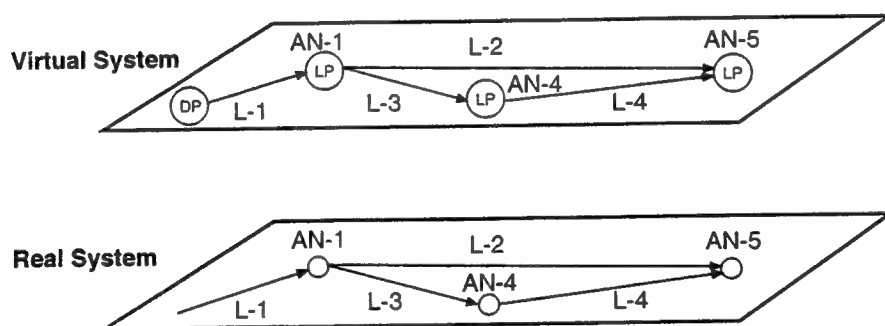 AN-1
L-2
AN-5
Virtual System
LP
LP
AN-4
DP
L-1
L-3
LP
L-4
AN-1
L-2
AN-5
Real System
AN-4
L-1
L-3
L-4